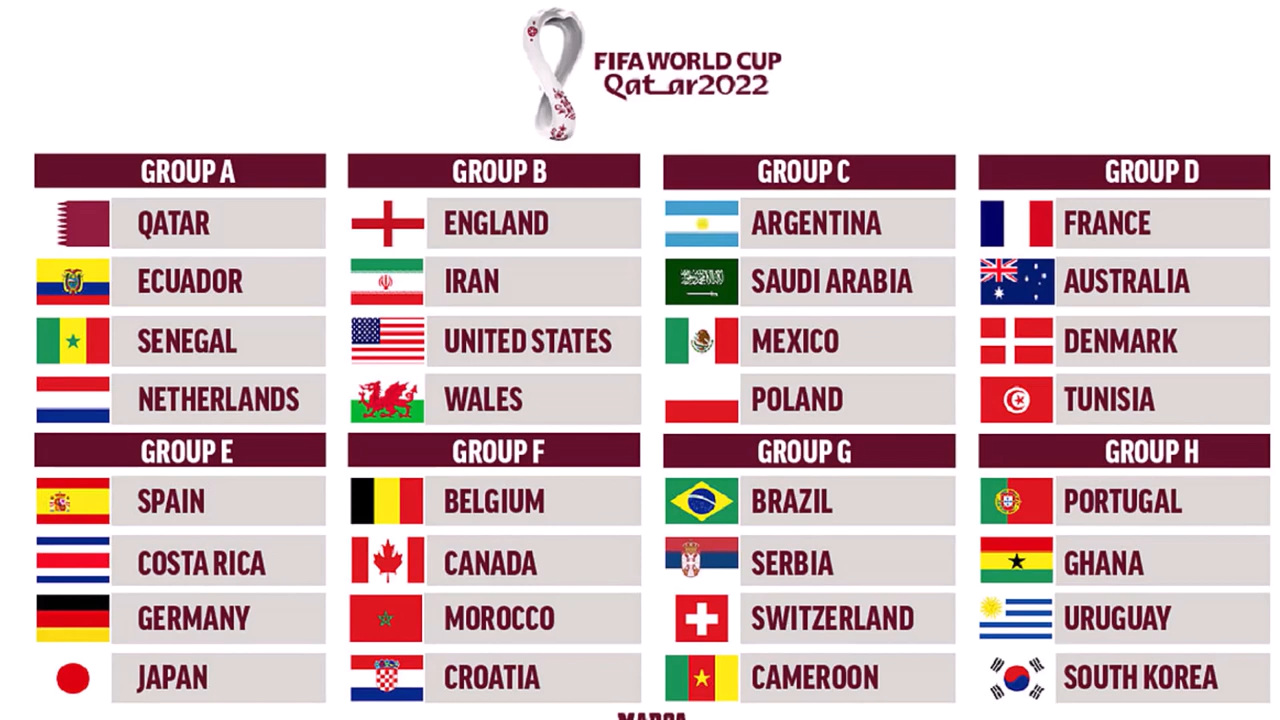 FIFA WORLD CUP
Qatar2022
GROUP A
QATAR
ECUADOR
SENEGAL
NETHERLANDS
GROUP B
ENGLAND
IRAN
UNITED STATES
WALES
GROUP C
ARGENTINA
SAUDI ARABIA
MEXICO
POLAND
GROUP D
FRANCE
AUSTRALIA
DENMARK
TUNISIA
GROUP E
SPAIN
COSTA RICA
GERMANY
JAPAN
GROUP F
BELGIUM
CANADA
MOROCCO
CROATIA
GROUP G
BRAZIL
SERBIA
SWITZERLAND
CAMEROON
GROUP H
PORTUGAL
GHANA
URUGUAY
SOUTH KOREA
MARCA